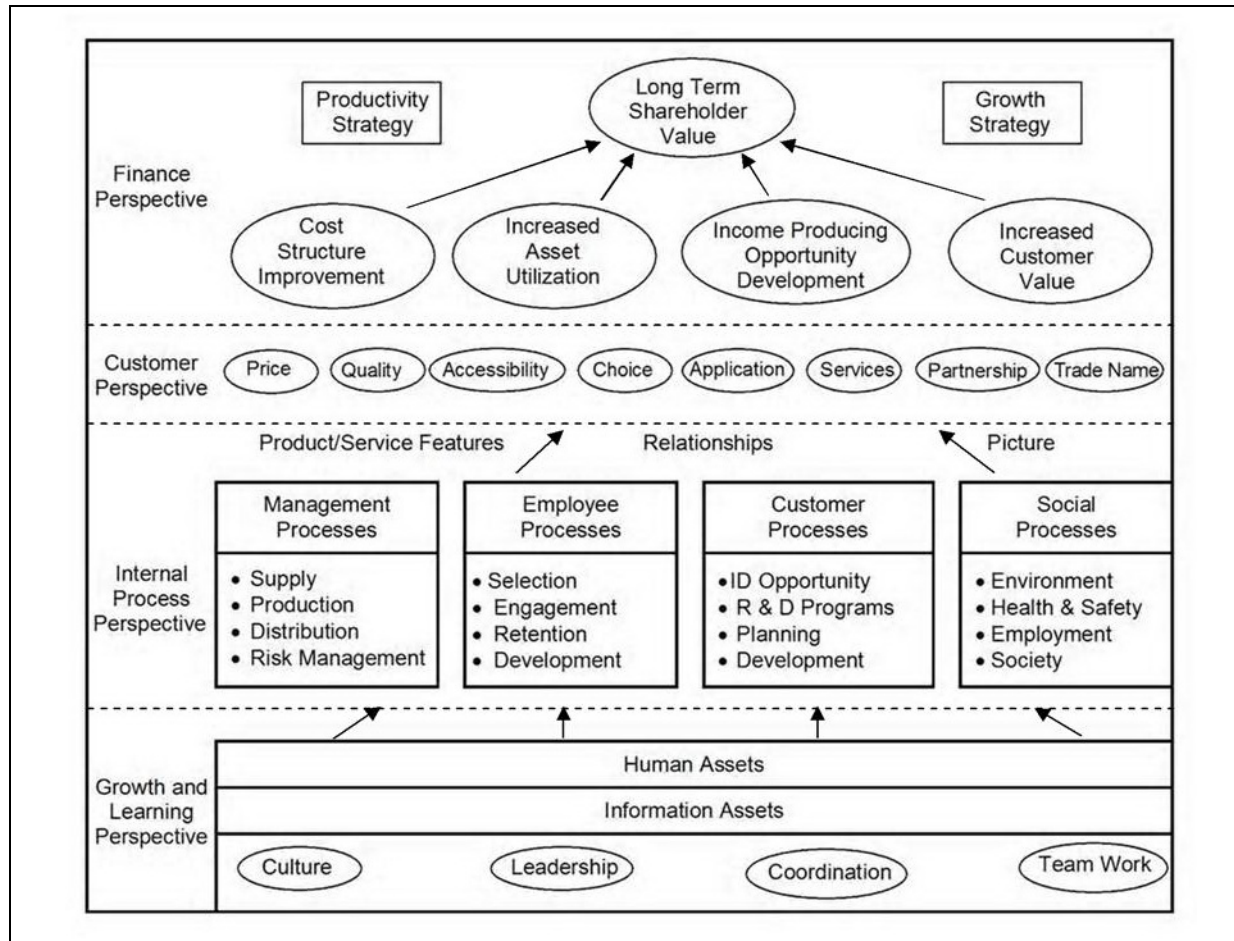 Productivity
Strategy
Long Term
Shareholder
Value
Growth
Strategy
Finance
Perspective
Cost
Structure
Improvement
Increased
Asset
Utilization
Income Producing
Opportunity
Development
Increased
Customer
Value
Customer
Perspective
Price
Quality
Accessibility
Choice
Application
Services
Partnership
Trade Name
Product/Service Features
Relationships
Picture
Internal
Process
Perspective
Management
Processes
• Supply
• Production
• Distribution
• Risk Management
Employee
Processes
• Selection
• Engagement
• Retention
• Development
Customer
Processes
• ID Opportunity
• R & D Programs
• Planning
• Development
Social
Processes
• Environment
• Health & Safety
• Employment
• Society
Growth and
Learning
Perspective
Human Assets
Information Assets
Culture
Leadership
Coordination
Team Work